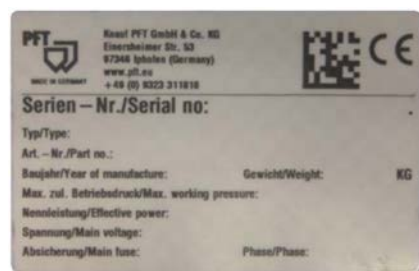 PFT
MADE IN GERMANY
Knauf PFT GmbH & Co. KG
Einersheimer Str. 53
97346 Iphofen (Germany)
www.pft.eu
+49 (0) 9323 311818
CE
Serien – Nr./Serial no:
Typ/Type:
Art. – Nr./Part no.:
Baujahr/Year of manufacture: Gewicht/Weight: KG
Max. zul. Betriebsdruck/Max. working pressure:
Nennleistung/Effective power:
Spannung/Main voltage:
Absicherung/Main fuse: Phase/Phase: